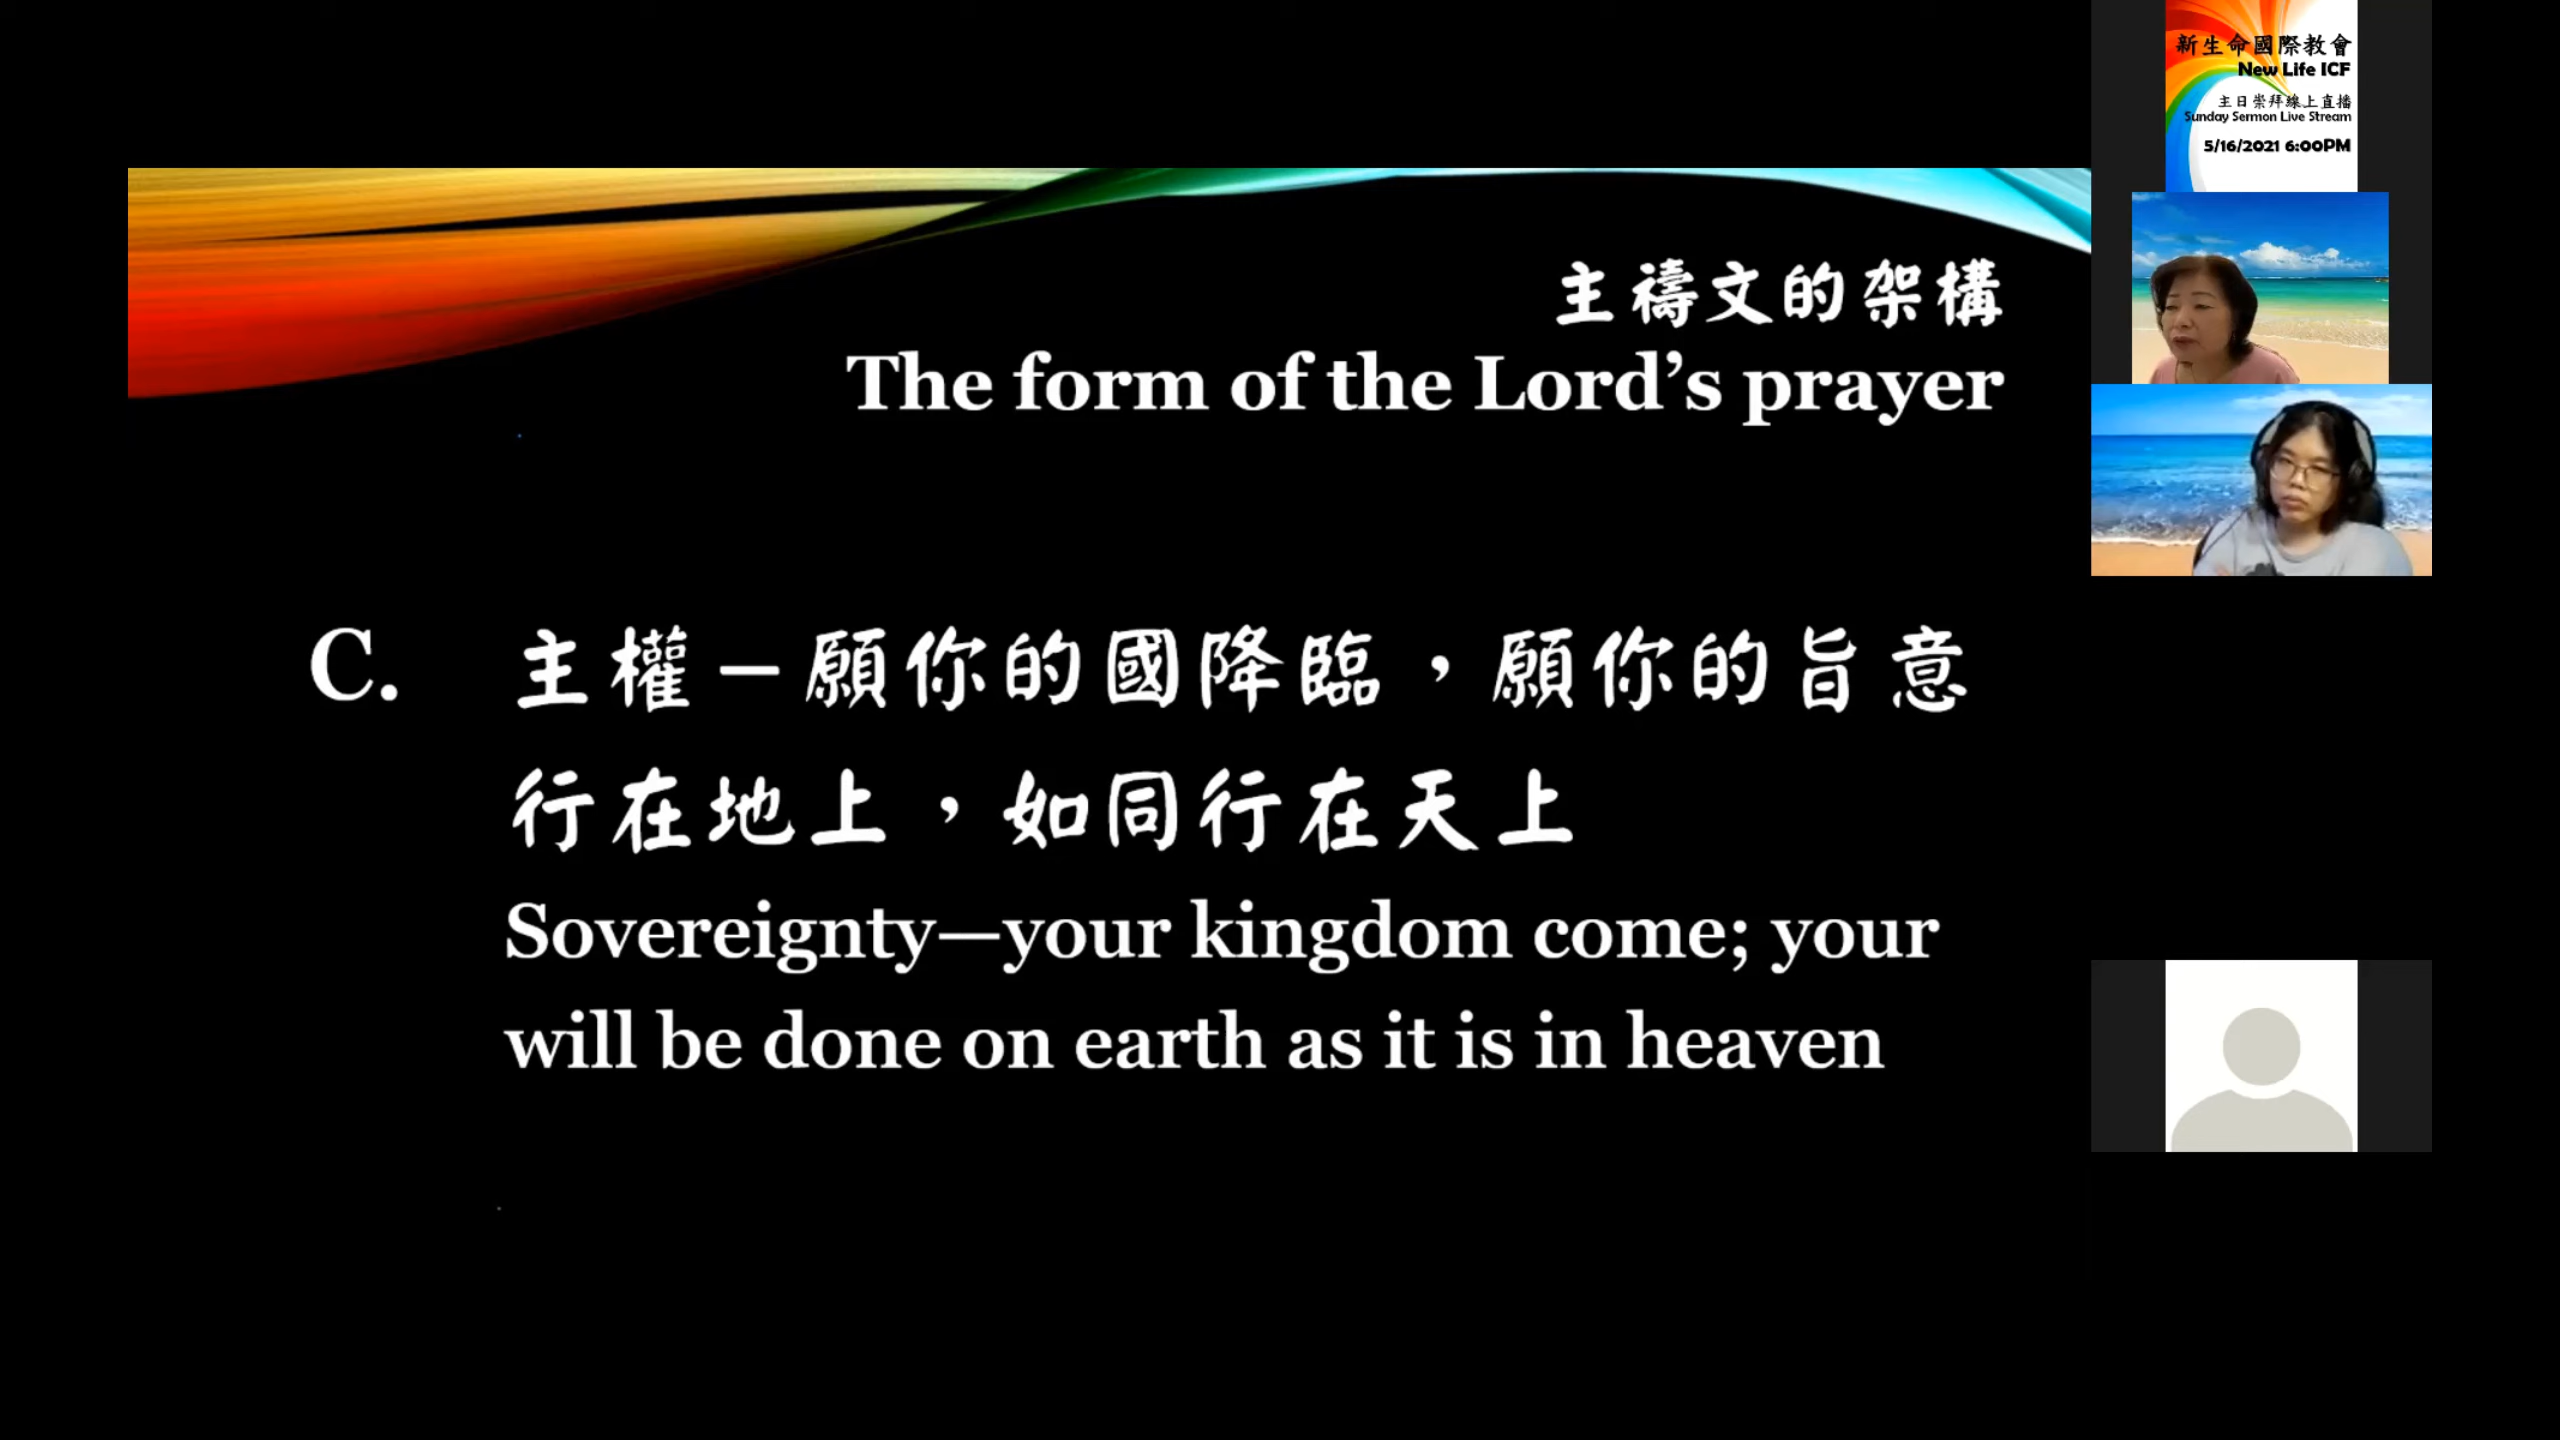 新生命國際教會
New Life ICF
主日崇拜線上直播
Sunday Sermon Live Stream
5/16/2021 6:00PM
主禱文的架構
The form of the Lord’s prayer
C. 主權－願你的國降臨，願你的旨意
行在地上，如同行在天上
Sovereignty—your kingdom come; your
will be done on earth as it is in heaven